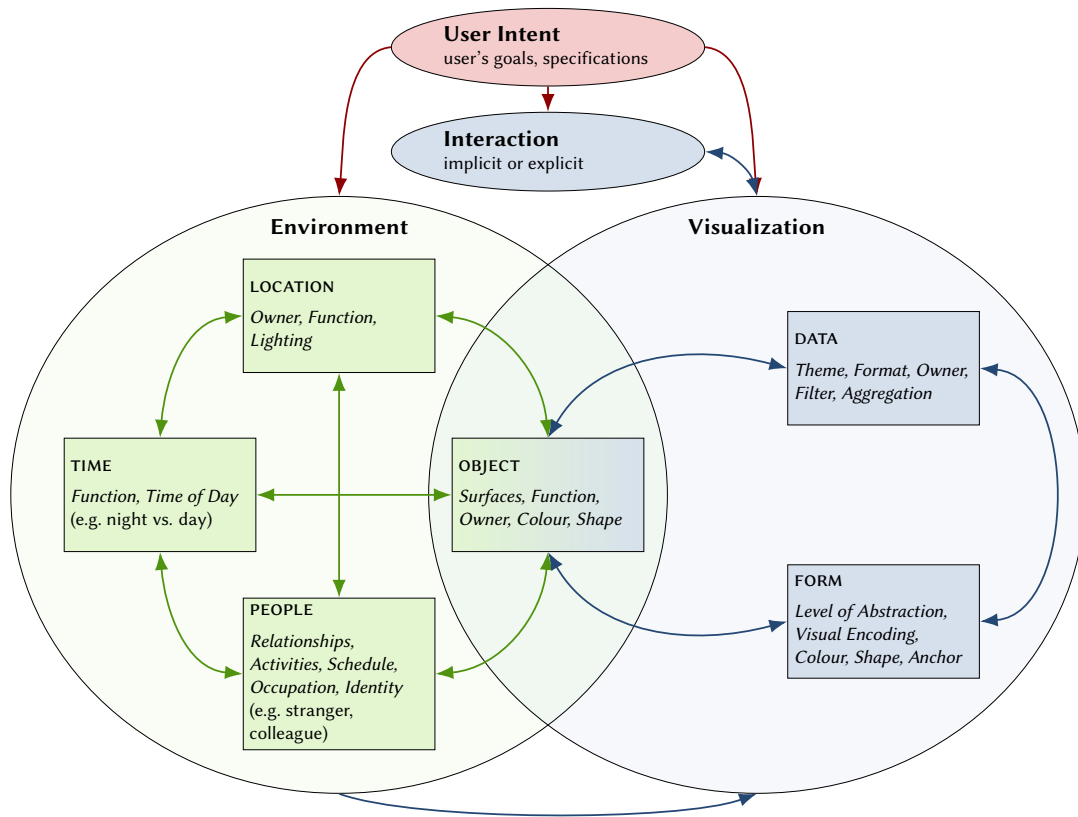 User Intent
user's goals, specifications
Interaction
implicit or explicit
Environment
Visualization
LOCATION
Owner, Function,
Lighting
DATA
Theme, Format, Owner,
Filter, Aggregation
TIME
Function, Time of Day
(e.g. night vs. day)
OBJECT
Surfaces, Function,
Owner, Colour, Shape
PEOPLE
Relationships,
Activities, Schedule,
Occupation, Identity
(e.g. stranger,
colleague)
FORM
Level of Abstraction,
Visual Encoding,
Colour, Shape, Anchor